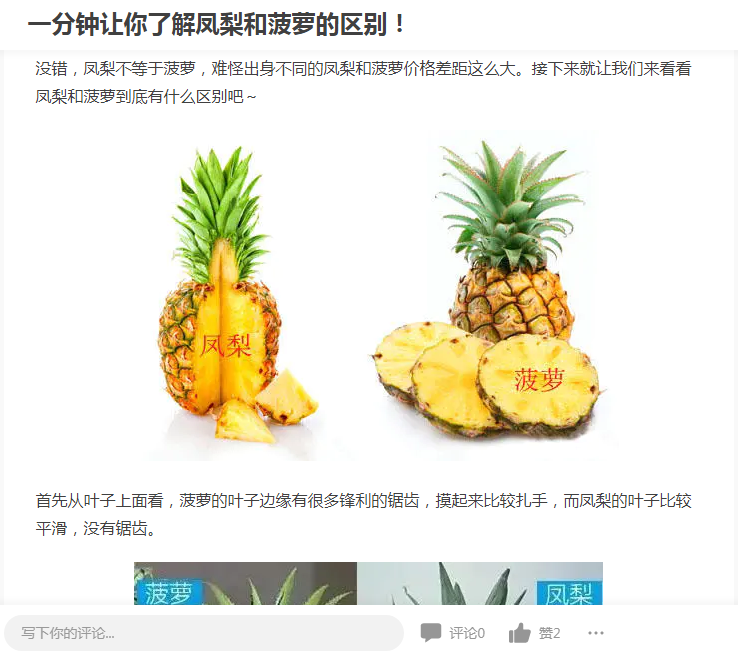 一分钟让你了解凤梨和菠萝的区别！
没错，凤梨不等于菠萝，难怪出身不同的凤梨和菠萝价格差距这么大。接下来就让我们来看看
凤梨和菠萝到底有什么区别吧～
凤梨
菠萝
首先从叶子上面看，菠萝的叶子边缘有很多锋利的锯齿，摸起来比较扎手，而凤梨的叶子比较
平滑，没有锯齿。
菠萝
凤梨
写下你的评论...
评论0
赞2